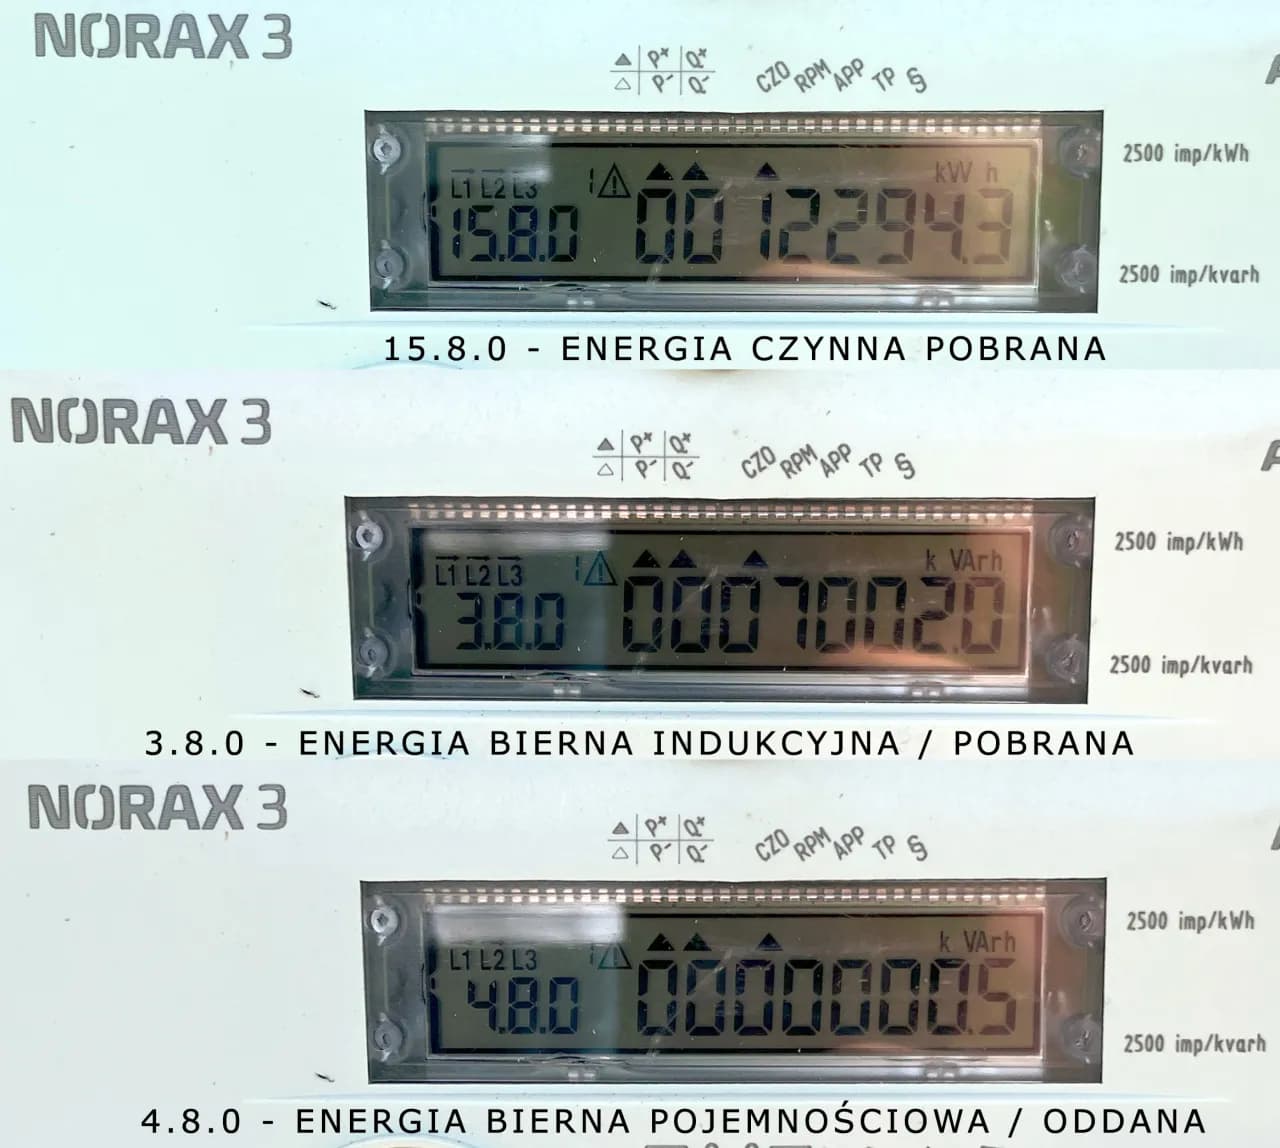 NORAX 3
P+ Q+
P- Q-
CZO RPM APP TP §
L1 L2 L3
kW h
15.8.0 0012294.3
2500 imp/kWh
2500 imp/kvarh
15.8.0 - ENERGIA CZYNNA POBRANA
NORAX 3
P+ Q+
P- Q-
CZO RPM APP TP §
L1 L2 L3
k VArh
3.8.0 0007002.0
2500 imp/kWh
2500 imp/kvarh
3.8.0 - ENERGIA BIERNA INDUKCYJNA / POBRANA
NORAX 3
P+ Q+
P- Q-
CZO RPM APP TP §
L1 L2 L3
k VArh
4.8.0 0000000.5
2500 imp/kWh
2500 imp/kvarh
4.8.0 - ENERGIA BIERNA POJEMNOŚCIOWA / ODDANA